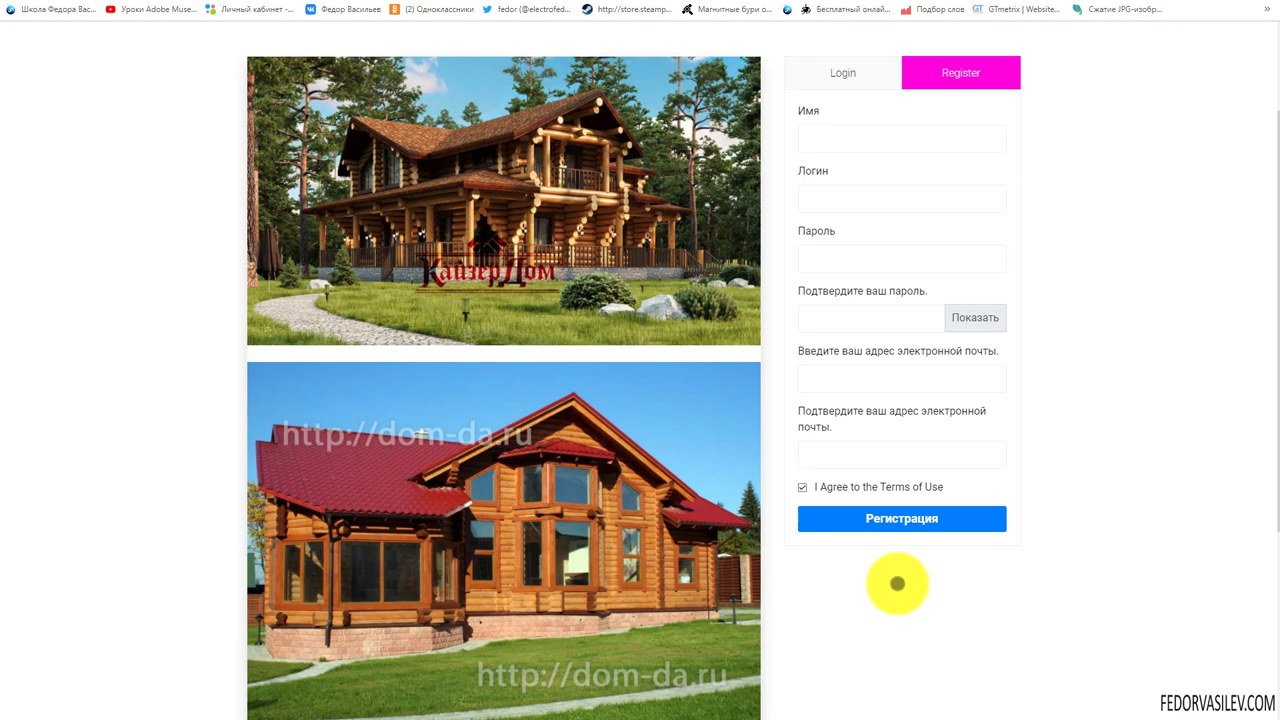 Школа Федора Вас...
Уроки Adobe Muse...
Личный кабинет -...
Федор Васильев
(2) Одноклассники
fedor (@electrofed...
http://store.steamp...
Магнитные бури о...
Бесплатный онлай...
Подбор слов
GT GTmetrix | Website...
Сжатие JPG-изобр...
»
Login
Register
Имя
Логин
Пароль
Подтвердите ваш пароль.
Показать
Введите ваш адрес электронной почты.
Подтвердите ваш адрес электронной
почты.
I Agree to the Terms of Use
Регистрация
КайзерДом
http://dom-da.ru
http://dom-da.ru
FEDORVASILEV.COM